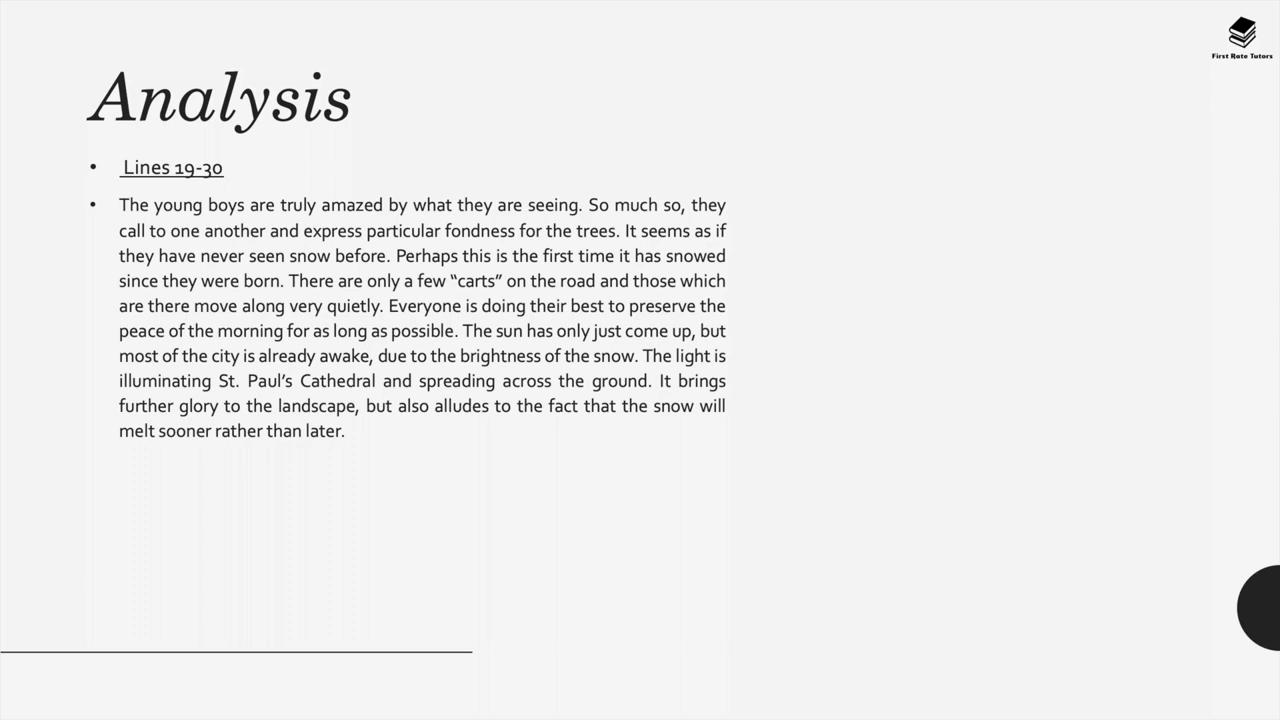 First Rate Tutors
Analysis
• Lines 19-30
• The young boys are truly amazed by what they are seeing. So much so, they
call to one another and express particular fondness for the trees. It seems as if
they have never seen snow before. Perhaps this is the first time it has snowed
since they were born. There are only a few “carts” on the road and those which
are there move along very quietly. Everyone is doing their best to preserve the
peace of the morning for as long as possible. The sun has only just come up, but
most of the city is already awake, due to the brightness of the snow. The light is
illuminating St. Paul’s Cathedral and spreading across the ground. It brings
further glory to the landscape, but also alludes to the fact that the snow will
melt sooner rather than later.